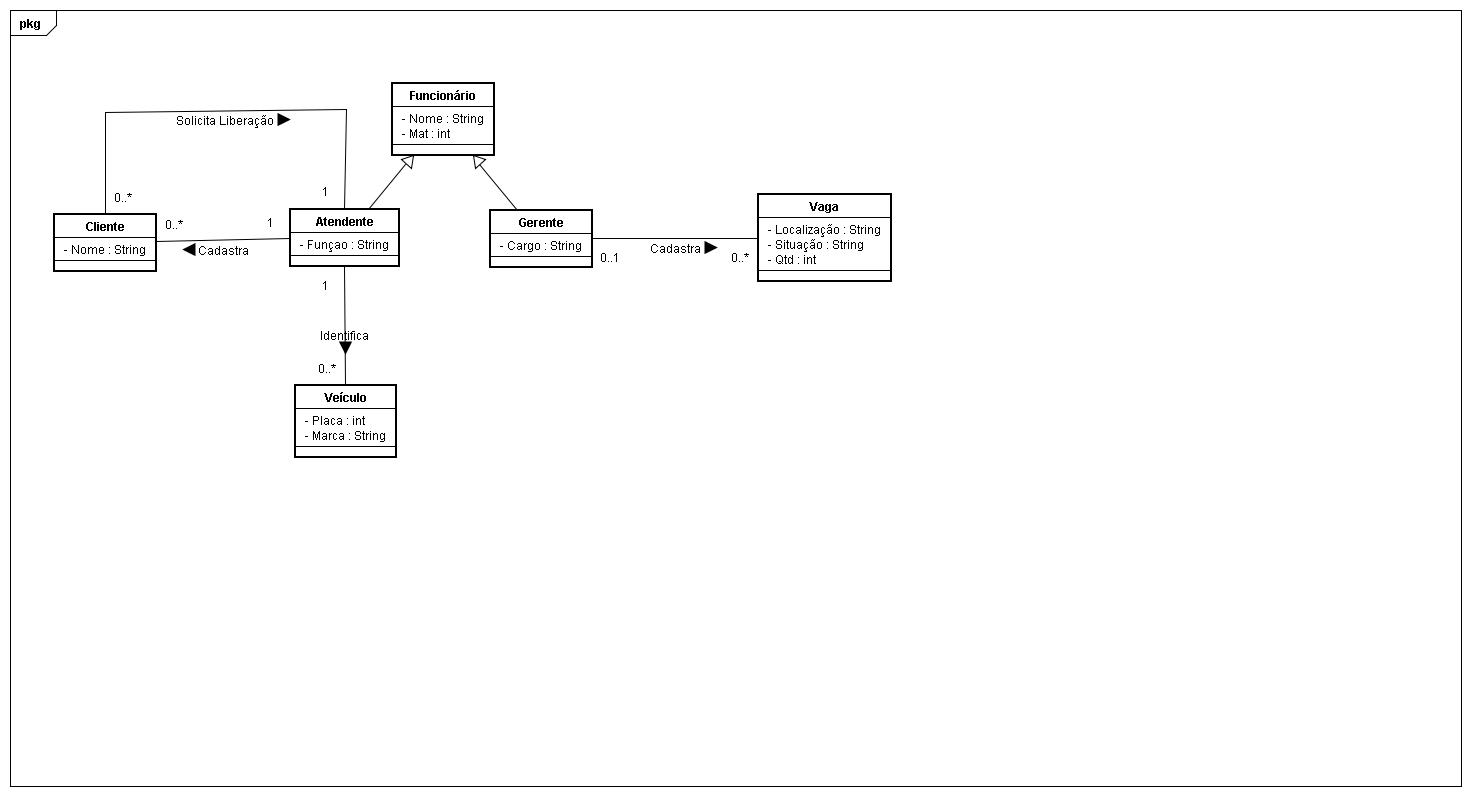 pkg
Funcionário
- Nome : String
- Mat : int
Solicita Liberação
0..*
1
Cliente
- Nome : String
0..*
1
Cadastra
Atendente
- Funçao : String
Gerente
- Cargo : String
0..1
Cadastra
0..*
Vaga
- Localização : String
- Situação : String
- Qtd : int
1
Identifica
0..*
Veículo
- Placa : int
- Marca : String